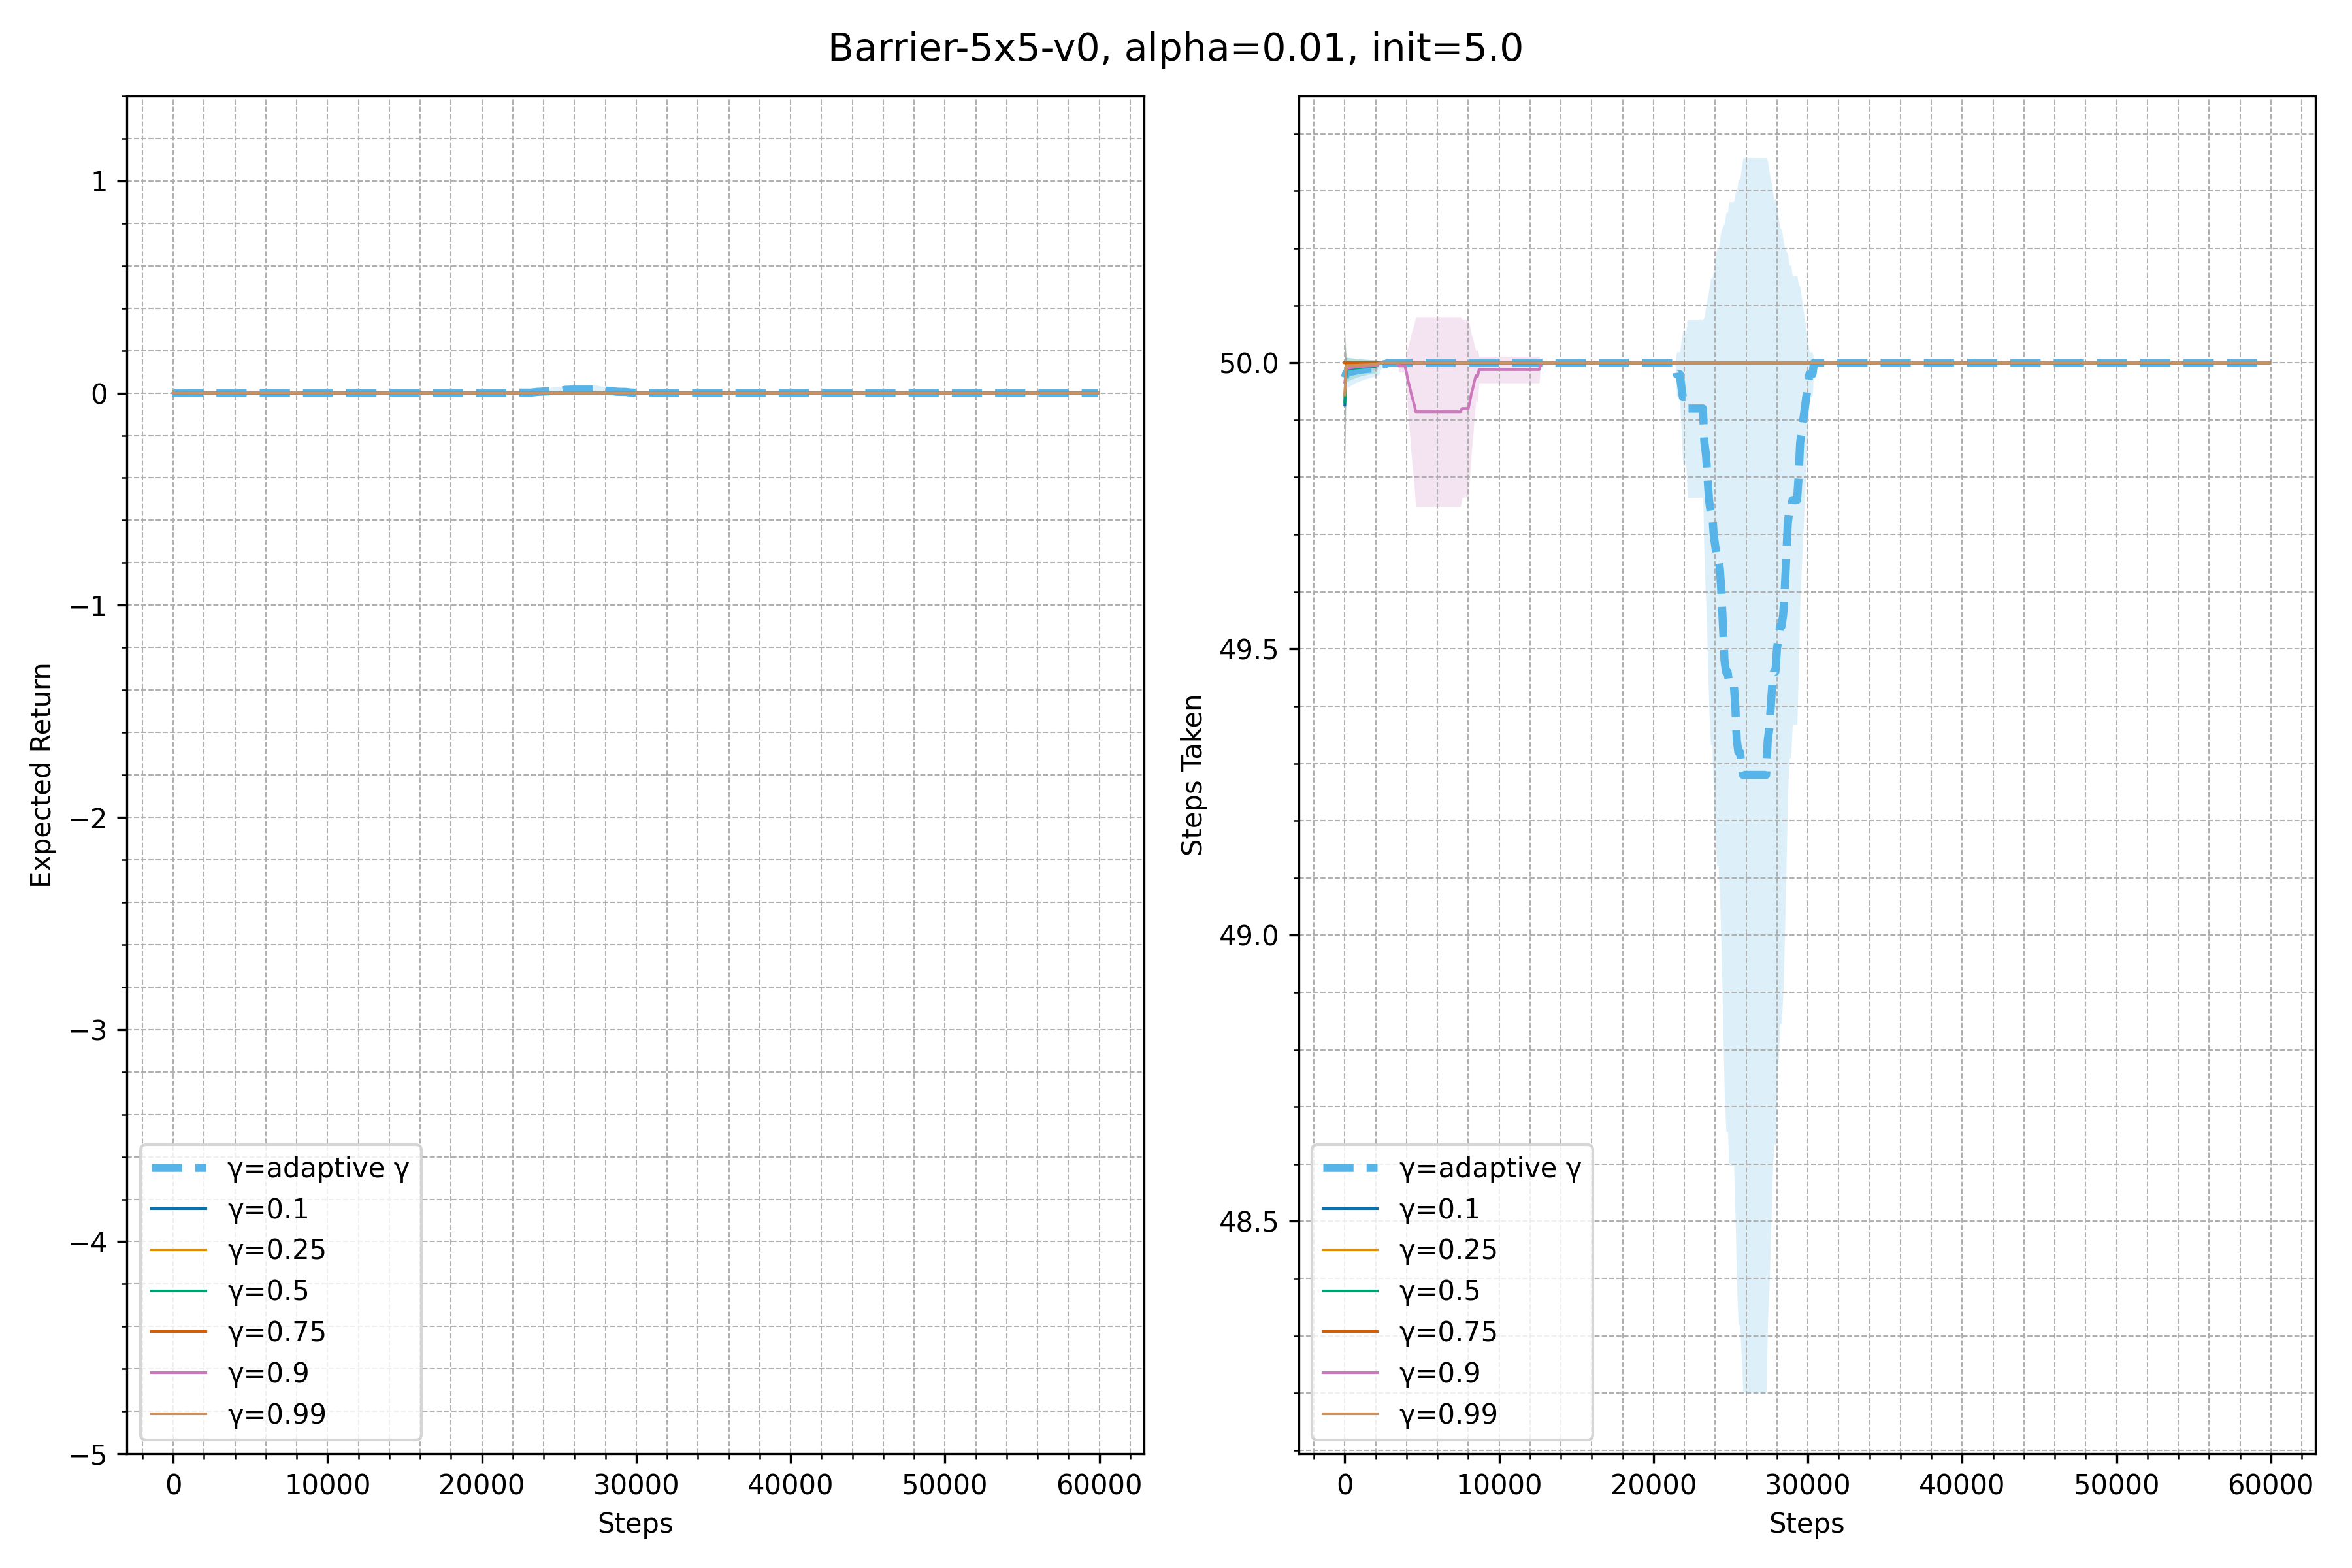 Barrier-5x5-v0, alpha=0.01, init=5.0
Expected Return
1
0
−1
−2
−3
−4
−5
γ=adaptive γ
γ=0.1
γ=0.25
γ=0.5
γ=0.75
γ=0.9
γ=0.99
0 10000 20000 30000 40000 50000 60000
Steps
Steps Taken
50.0
49.5
49.0
48.5
γ=adaptive γ
γ=0.1
γ=0.25
γ=0.5
γ=0.75
γ=0.9
γ=0.99
0 10000 20000 30000 40000 50000 60000
Steps